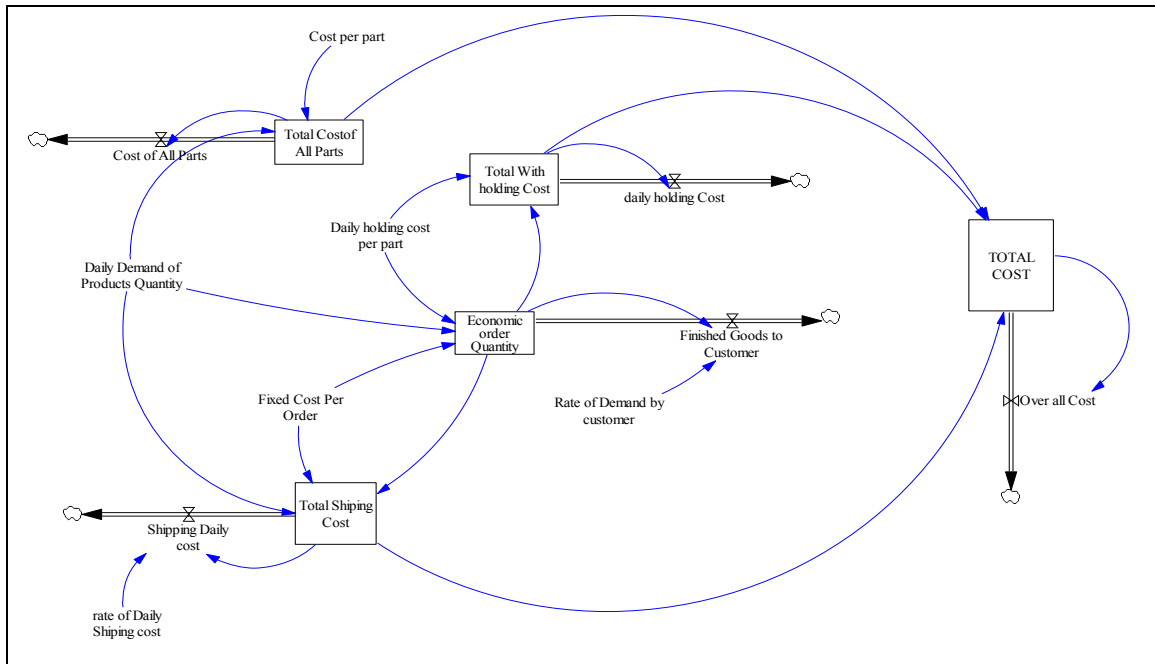 Cost per part
Total Costof
All Parts
Cost of All Parts
Total With
holding Cost
daily holding Cost
Daily holding cost
per part
TOTAL
COST
Daily Demand of
Products Quantity
Economic
order
Quantity
Finished Goods to
Customer
Fixed Cost Per
Order
Rate of Demand by
customer
Over all Cost
Total Shiping
Cost
Shipping Daily
cost
rate of Daily
Shiping cost